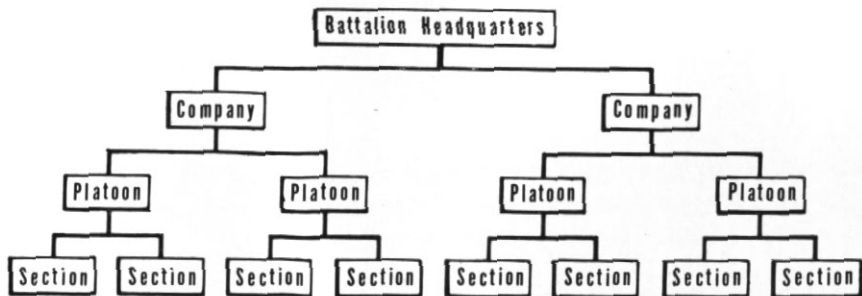 Battalion Headquarters
Company Company
Platoon Platoon Platoon Platoon
Section Section Section Section Section Section Section Section